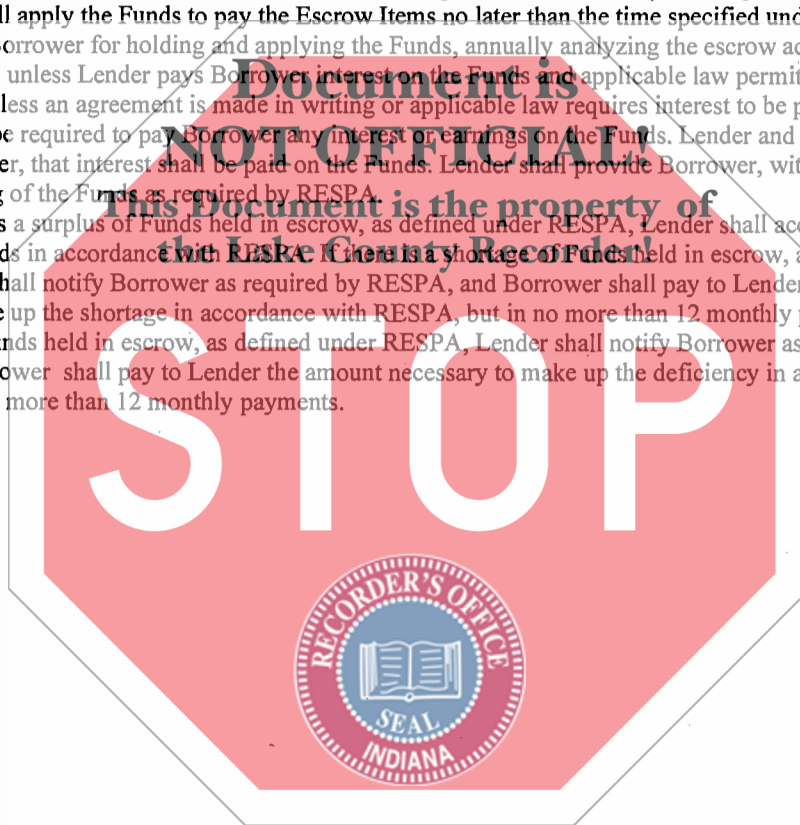 ll apply the Funds to pay the Escrow Items no later than the time specified und
orrower for holding and applying the Funds, annually analyzing the escrow ac
unless Lender pays Borrower interest on the Funds and applicable law permit
less an agreement is made in writing or applicable law requires interest to be p
e required to pay Borrower any interest or earnings on the Funds. Lender and
er, that interest shall be paid on the Funds. Lender shall provide Borrower, wit
g of the Funds as required by RESPA.
s a surplus of Funds held in escrow, as defined under RESPA, Lender shall acc
ds in accordance with RESPA. If there is a shortage of Funds held in escrow, a
hall notify Borrower as required by RESPA, and Borrower shall pay to Lender
e up the shortage in accordance with RESPA, but in no more than 12 monthly p
nds held in escrow, as defined under RESPA, Lender shall notify Borrower as
ower shall pay to Lender the amount necessary to make up the deficiency in a
more than 12 monthly payments.
Document is
NOT OFFICIAL!
This Document is the property of
the Lake County Recorder!
STOP
RECORDER'S OFFICE
SEAL
INDIANA